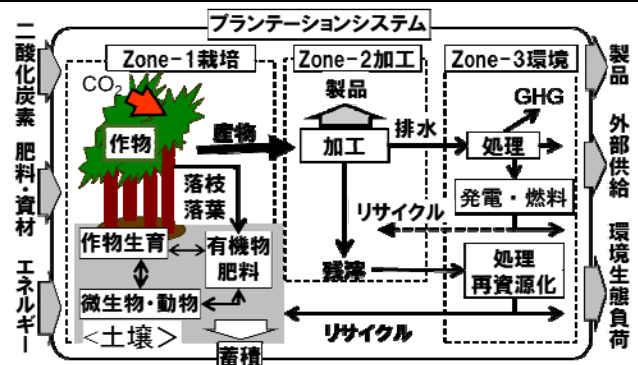 プランテーションシステム
二酸化炭素
肥料・資材
エネルギー
Zone-1栽培
Zone-2加工
Zone-3環境
製品
外部供給
環境生態負荷
CO₂
作物
産物
製品
加工
排水
GHG
処理
発電・燃料
落枝
落葉
リサイクル
作物生育
有機物
肥料
残滓
処理
再資源化
微生物・動物
<土壌>
リサイクル
蓄積